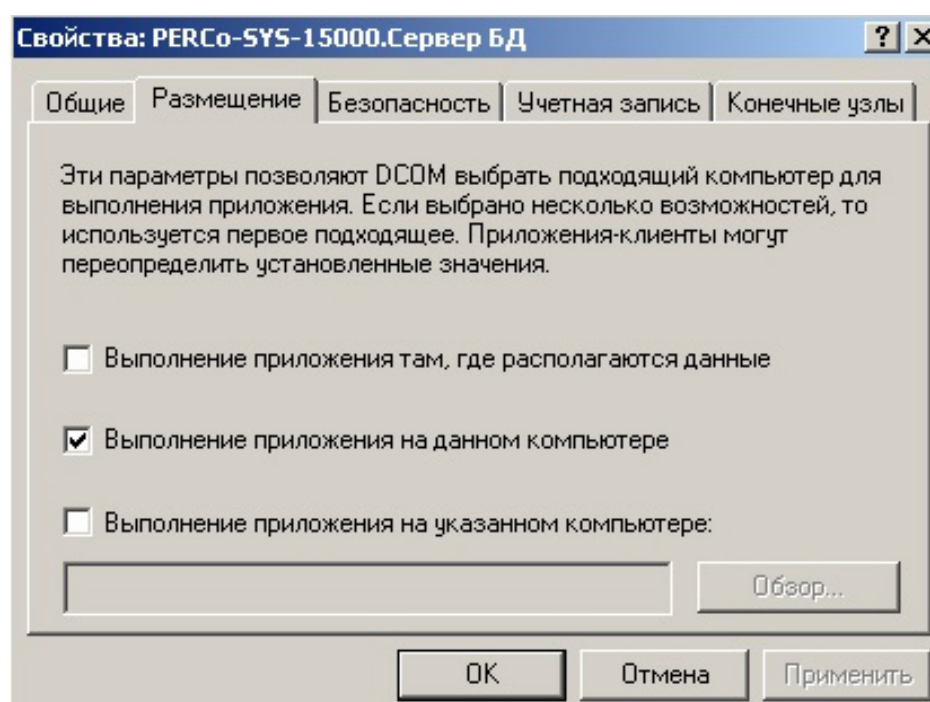 Свойства: PERCo-SYS-15000.Сервер БД
Общие Размещение Безопасность Учетная запись Конечные узлы
Эти параметры позволяют DCOM выбрать подходящий компьютер для
выполнения приложения. Если выбрано несколько возможностей, то
используется первое подходящее. Приложения-клиенты могут
переопределить установленные значения.
Выполнение приложения там, где располагаются данные
Выполнение приложения на данном компьютере
Выполнение приложения на указанном компьютере:
Обзор...
OK Отмена Применить